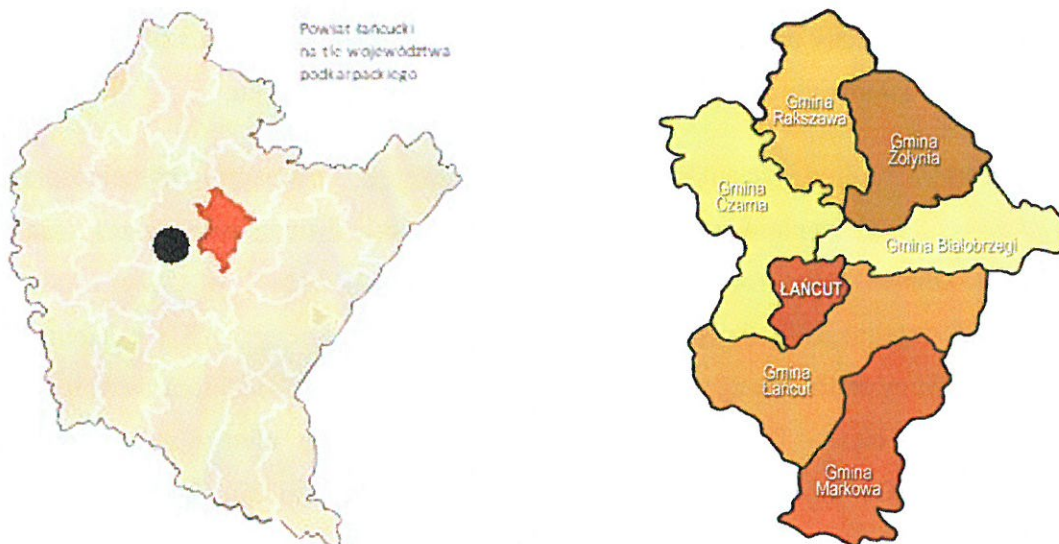 Powiat łańcucki
na tle województwa
podkarpackiego
Gmina
Rakszawa
Gmina
Żołynia
Gmina
Czarna
Gmina Białobrzegi
ŁAŃCUT
Gmina
Łańcut
Gmina
Markowa